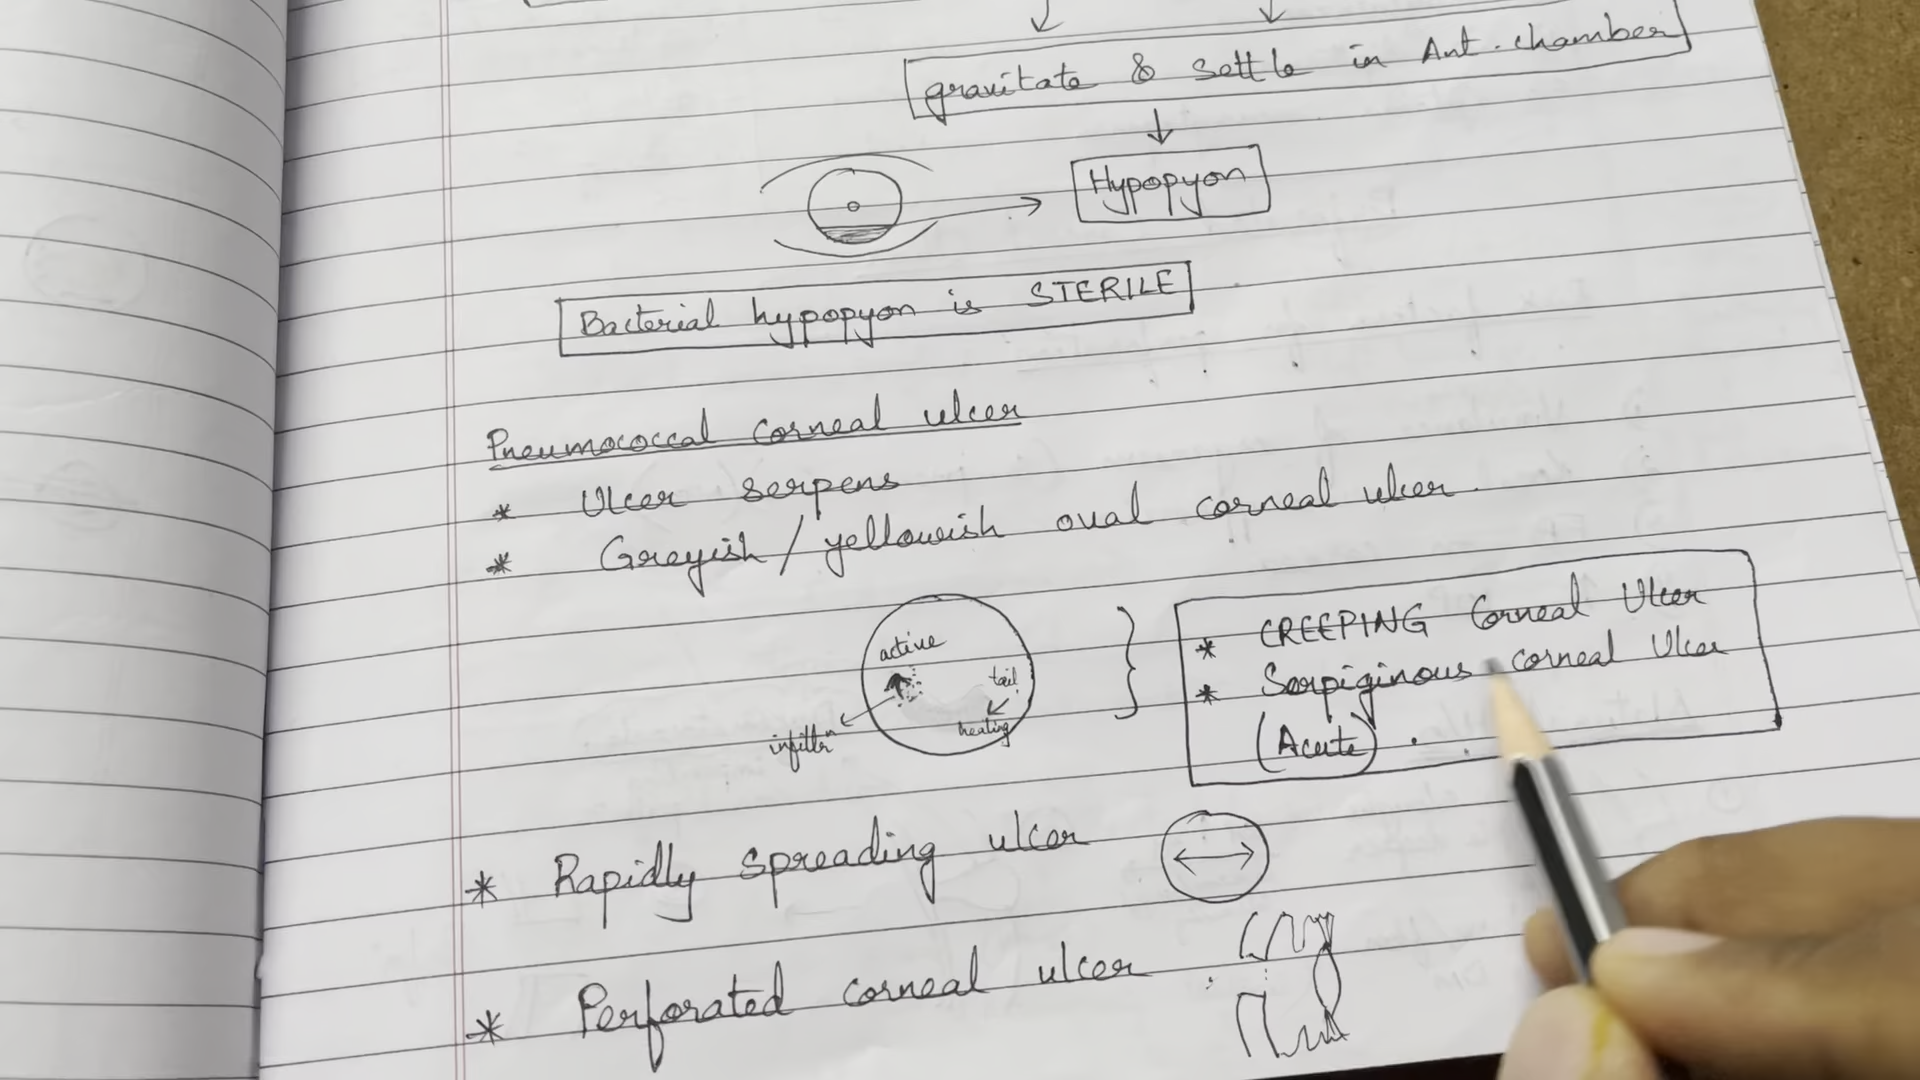 gravitate & settle in Ant. chamber
Hypopyon
Bacterial hypopyon is STERILE
Pneumococcal corneal ulcer
* Ulcer serpens
* Greyish / yellowish oval corneal ulcer.
active
tail
healing
infiltrⁿ
* CREEPING Corneal Ulcer
* Serpiginous corneal Ulcer
(Acute).
* Rapidly spreading ulcer
* Perforated corneal ulcer